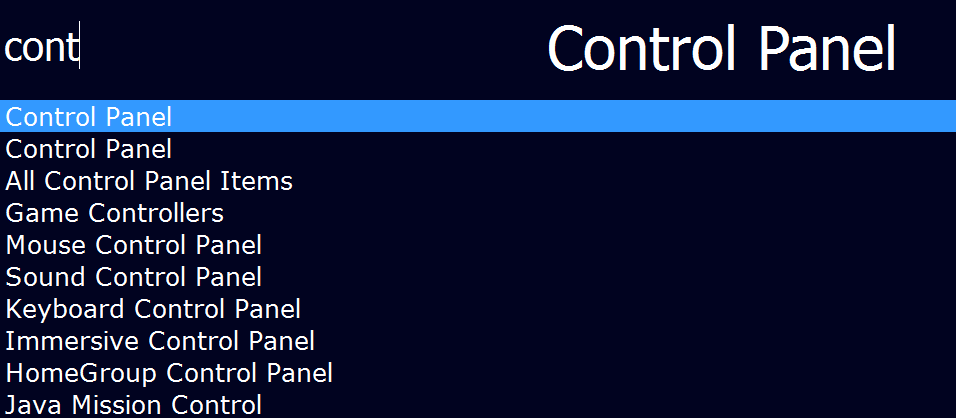 cont
Control Panel
Control Panel
Control Panel
All Control Panel Items
Game Controllers
Mouse Control Panel
Sound Control Panel
Keyboard Control Panel
Immersive Control Panel
HomeGroup Control Panel
Java Mission Control